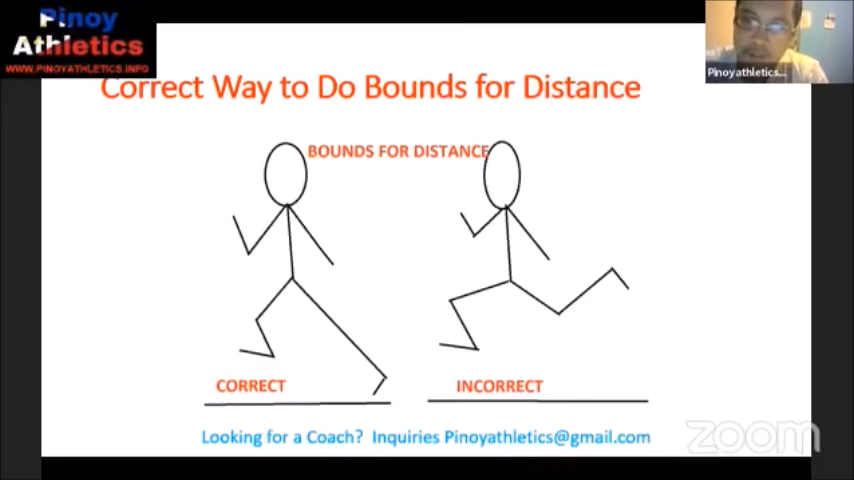 Pinoy
Athletics
WWW.PINOYATHLETICS.INFO
Pinoyathletics...
Correct Way to Do Bounds for Distance
BOUNDS FOR DISTANCE
CORRECT
INCORRECT
Looking for a Coach? Inquiries Pinoyathletics@gmail.com
zoom